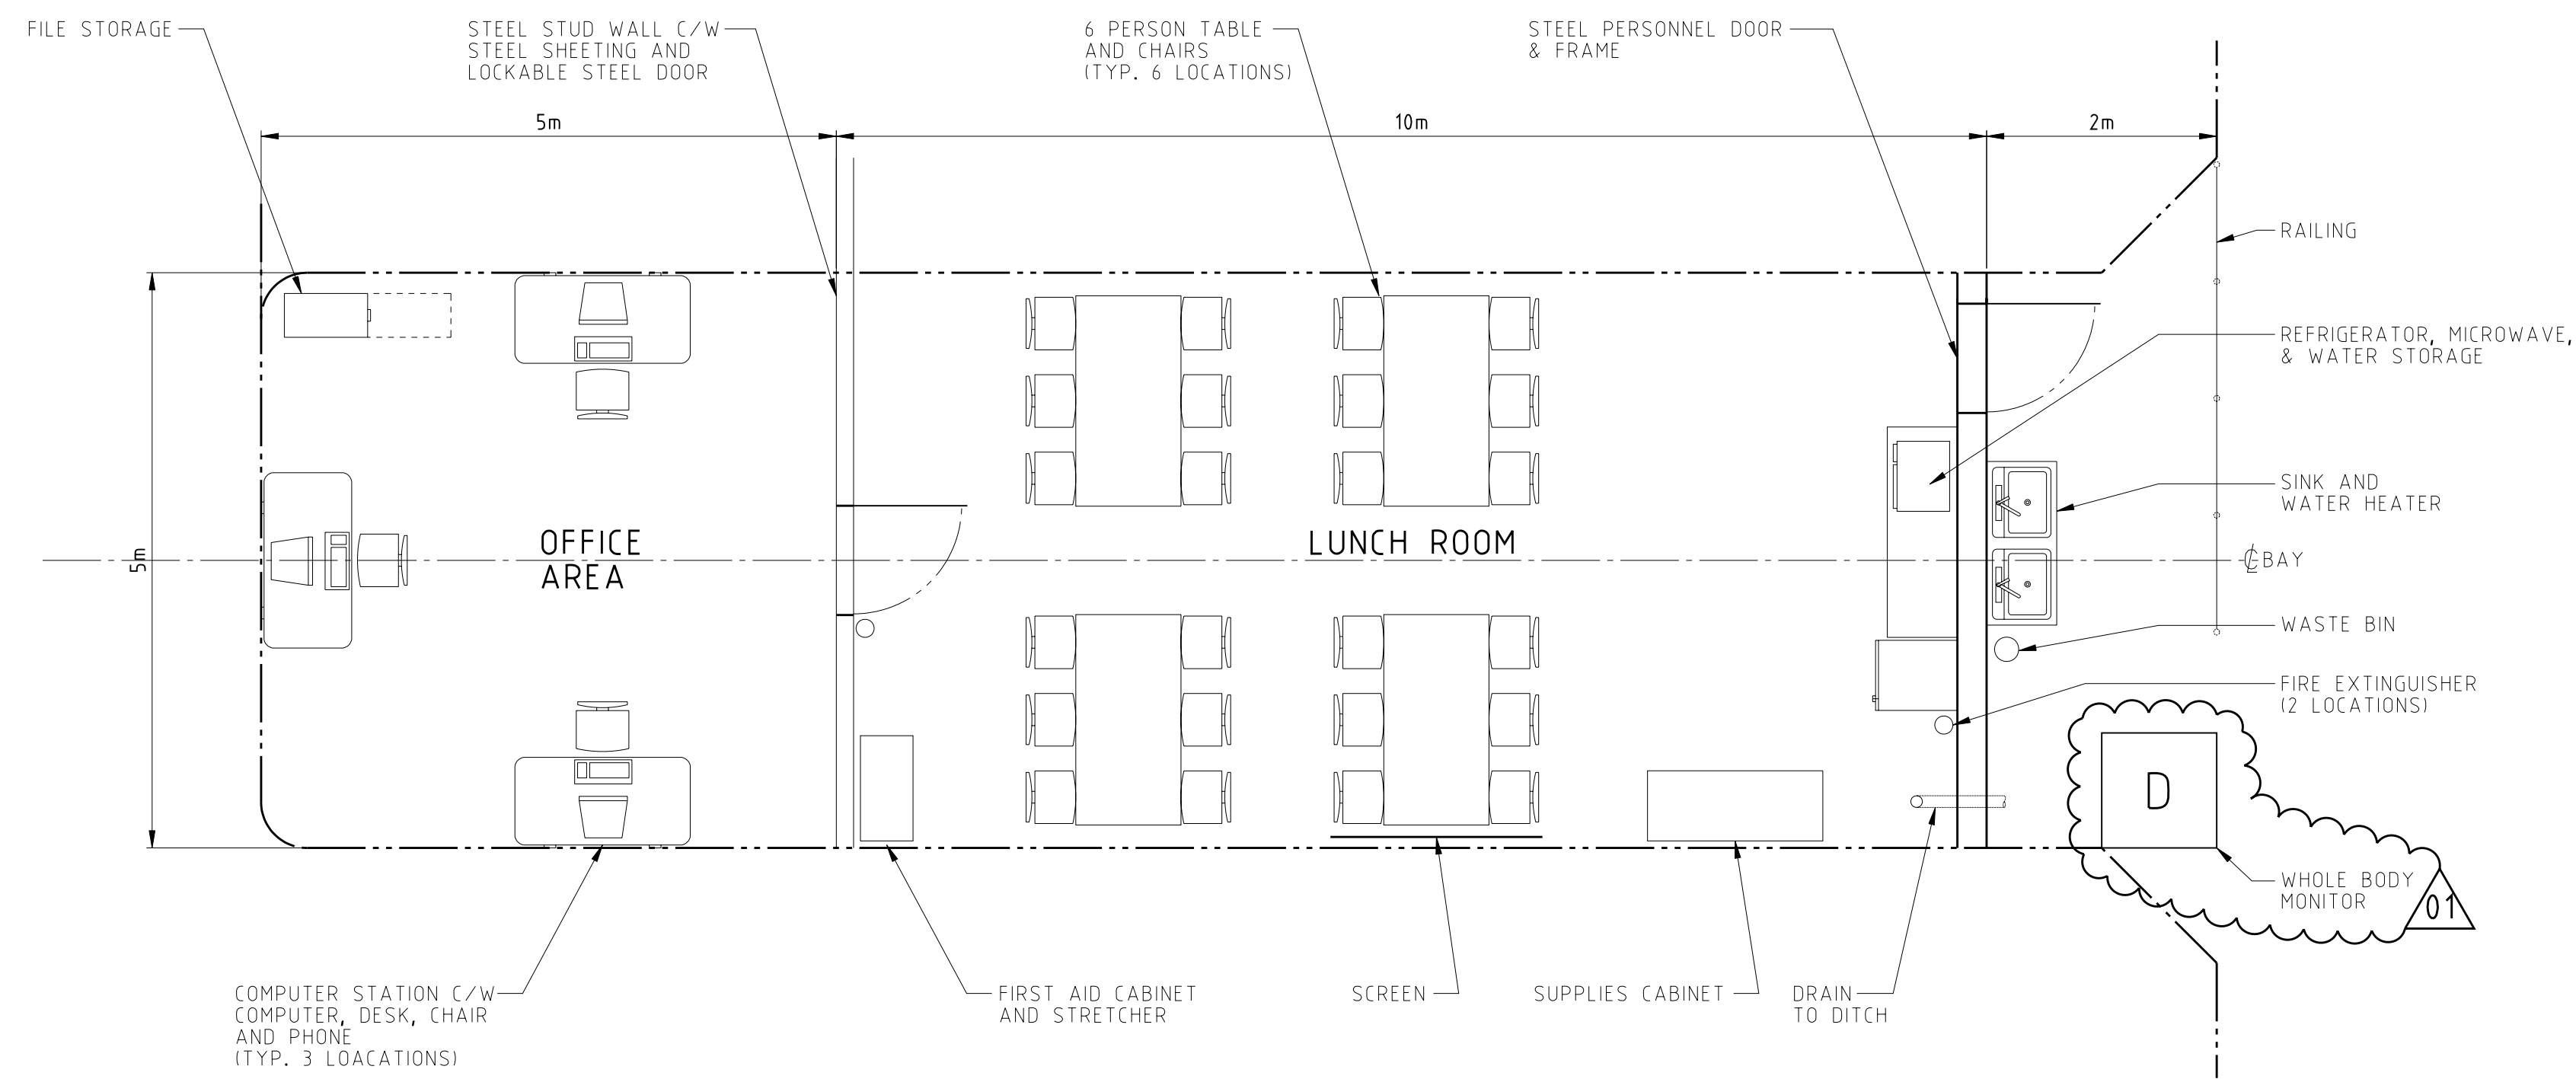 FILE STORAGE
STEEL STUD WALL C/W
STEEL SHEETING AND
LOCKABLE STEEL DOOR
6 PERSON TABLE
AND CHAIRS
(TYP. 6 LOCATIONS)
STEEL PERSONNEL DOOR
& FRAME
5m
10m
2m
RAILING
REFRIGERATOR, MICROWAVE,
& WATER STORAGE
SINK AND
WATER HEATER
5m
OFFICE
AREA
LUNCH ROOM
℄ BAY
WASTE BIN
FIRE EXTINGUISHER
(2 LOCATIONS)
D
WHOLE BODY
MONITOR
01
COMPUTER STATION C/W
COMPUTER, DESK, CHAIR
AND PHONE
(TYP. 3 LOACATIONS)
FIRST AID CABINET
AND STRETCHER
SCREEN
SUPPLIES CABINET
DRAIN
TO DITCH